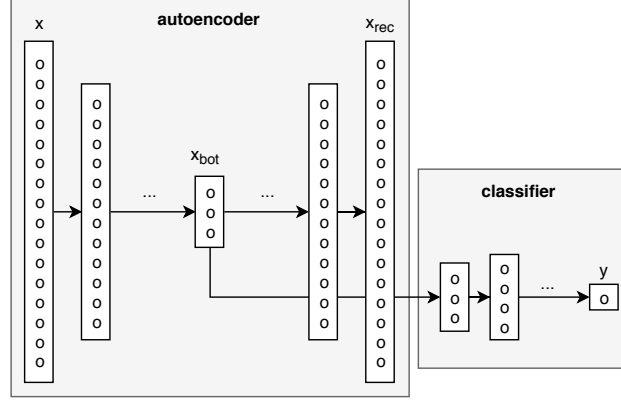 autoencoder
x
x_rec
x_bot
...
...
classifier
y
...
o o o o o o o o o o o o o o o o
o o o o o o o o o o o o
o o o
o o o o o o o o o o o o
o o o o o o o o o o o o o o o o
o o o
o o o o
o